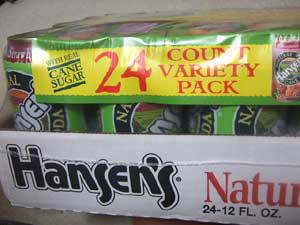 WITH REAL
CANE
SUGAR
24
COUNT
VARIETY
PACK
Hansen's
Natur
24-12 FL. OZ.